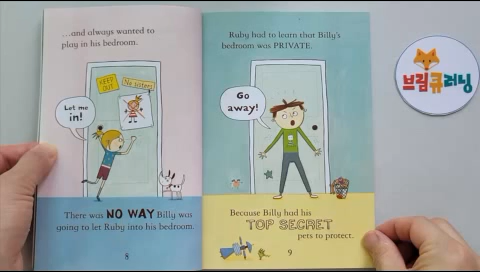 ...and always wanted to
play in his bedroom.
KEEP
OUT
No sisters
Let me
in!
There was NO WAY Billy was
going to let Ruby into his bedroom.
8
Ruby had to learn that Billy's
bedroom was PRIVATE.
Go
away!
Because Billy had his
TOP SECRET
pets to protect.
9
브림큐러닝